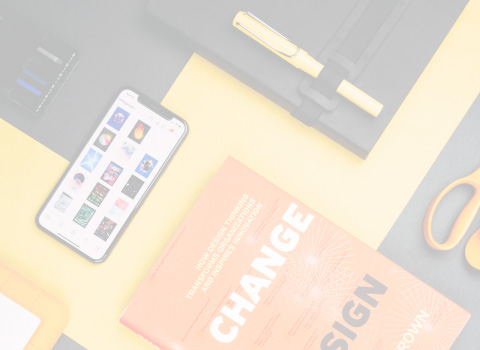 HOW DESIGN THINKING
TRANSFORMS ORGANIZATIONS
AND INSPIRES INNOVATION
CHANGE
SIGN
ROWN